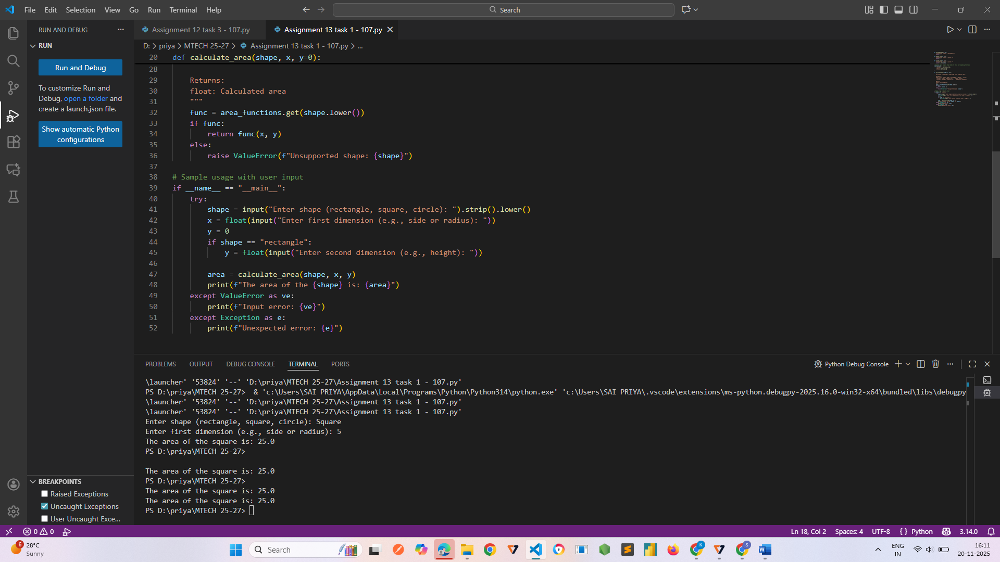 File Edit Selection View Go Run Terminal Help
Search
RUN AND DEBUG
RUN
Run and Debug
To customize Run and
Debug, open a folder and
create a launch.json file.
Show automatic Python
configurations
Assignment 12 task 3 - 107.py
Assignment 13 task 1 - 107.py
D: > priya > MTECH 25-27 > Assignment 13 task 1 - 107.py > ...
20 def calculate_area(shape, x, y=0):
28
29 Returns:
30 float: Calculated area
31 """
32 func = area_functions.get(shape.lower())
33 if func:
34 return func(x, y)
35 else:
36 raise ValueError(f"Unsupported shape: {shape}")
37
38 # Sample usage with user input
39 if __name__ == "__main__":
40 try:
41 shape = input("Enter shape (rectangle, square, circle): ").strip().lower()
42 x = float(input("Enter first dimension (e.g., side or radius): "))
43 y = 0
44 if shape == "rectangle":
45 y = float(input("Enter second dimension (e.g., height): "))
46
47 area = calculate_area(shape, x, y)
48 print(f"The area of the {shape} is: {area}")
49 except ValueError as ve:
50 print(f"Input error: {ve}")
51 except Exception as e:
52 print(f"Unexpected error: {e}")
PROBLEMS OUTPUT DEBUG CONSOLE TERMINAL PORTS
Python Debug Console
\launcher' '53824' '--' 'D:\priya\MTECH 25-27\Assignment 13 task 1 - 107.py'
PS D:\priya\MTECH 25-27> & 'c:\Users\SAI PRIYA\AppData\Local\Programs\Python\Python314\python.exe' 'c:\Users\SAI PRIYA\.vscode\extensions\ms-python.debugpy-2025.16.0-win32-x64\bundled\libs\debugpy
\launcher' '53824' '--' 'D:\priya\MTECH 25-27\Assignment 13 task 1 - 107.py'
\launcher' '53824' '--' 'D:\priya\MTECH 25-27\Assignment 13 task 1 - 107.py'
Enter shape (rectangle, square, circle): Square
Enter first dimension (e.g., side or radius): 5
The area of the square is: 25.0
PS D:\priya\MTECH 25-27>
The area of the square is: 25.0
PS D:\priya\MTECH 25-27>
The area of the square is: 25.0
The area of the square is: 25.0
PS D:\priya\MTECH 25-27>
BREAKPOINTS
Raised Exceptions
Uncaught Exceptions
User Uncaught Exce...
0 0
Ln 18, Col 2 Spaces: 4 UTF-8 { } Python 3.14.0
6
28°C
Sunny
Search
K
S
ENG
IN
16:11
20-11-2025